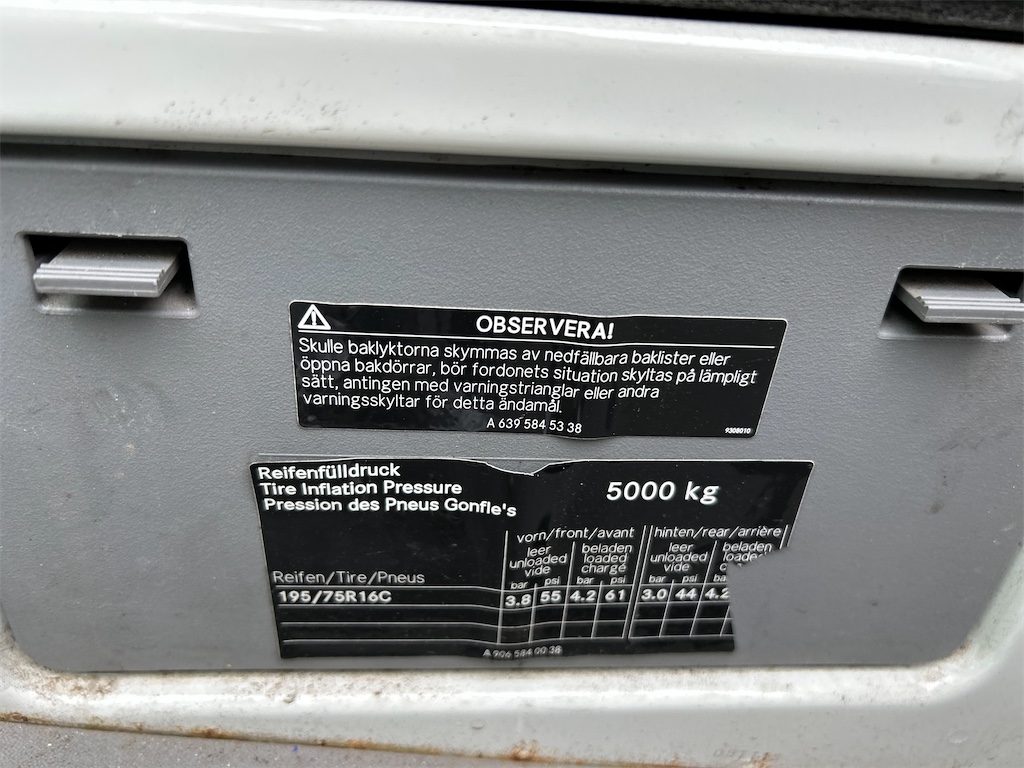 OBSERVERA!
Skulle baklyktorna skymmas av nedfällbara baklister eller
öppna bakdörrar, bör fordonets situation skyltas på lämpligt
sätt, antingen med varningstrianglar eller andra
varningsskyltar för detta ändamål.
A 639 584 53 38
9308010
Reifenfülldruck
Tire Inflation Pressure
Pression des Pneus Gonfle's
5000 kg
vorn/front/avant hinten/rear/arrière
leer beladen leer beladen
unloaded loaded unloaded
vide chargé vide
Reifen/Tire/Pneus bar psi bar psi bar psi bar
195/75R16C 3.8 55 4.2 61 3.0 44 4.2
A 906 584 00 38